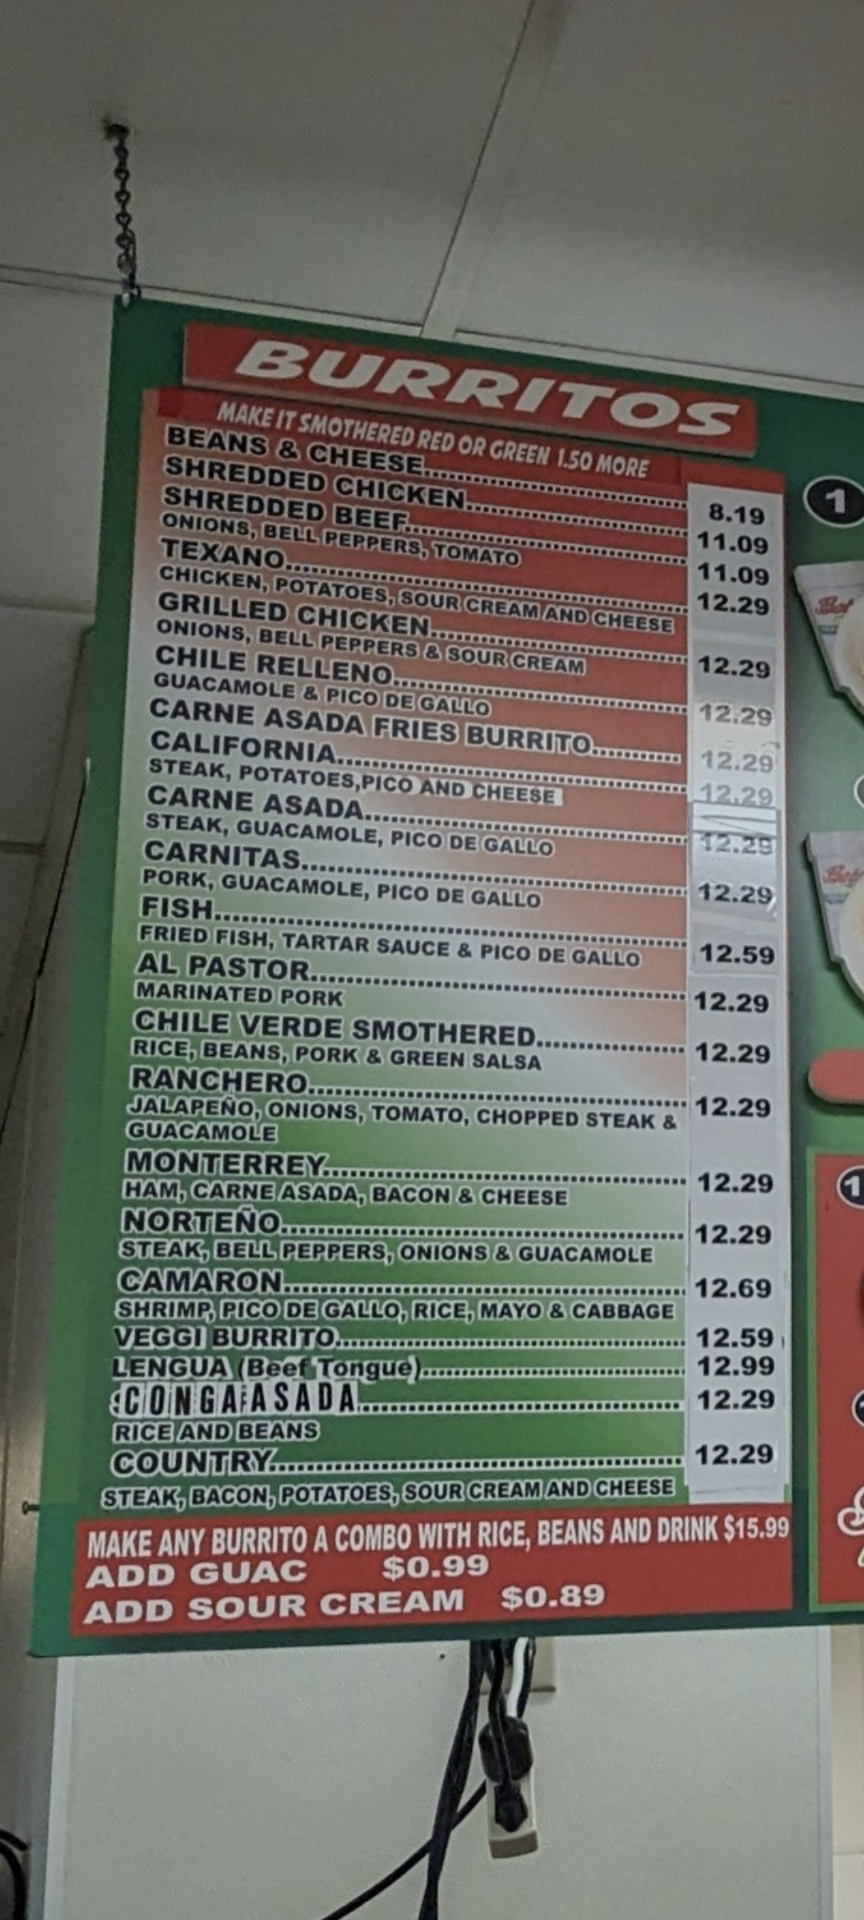 BURRITOS
MAKE IT SMOTHERED RED OR GREEN 1.50 MORE
BEANS & CHEESE 8.19
SHREDDED CHICKEN 11.09
SHREDDED BEEF 11.09
ONIONS, BELL PEPPERS, TOMATO
TEXANO 12.29
CHICKEN, POTATOES, SOUR CREAM AND CHEESE
GRILLED CHICKEN 12.29
ONIONS, BELL PEPPERS & SOUR CREAM
CHILE RELLENO 12.29
GUACAMOLE & PICO DE GALLO
CARNE ASADA FRIES BURRITO 12.29
CALIFORNIA 12.29
STEAK, POTATOES,PICO AND CHEESE
CARNE ASADA 12.29
STEAK, GUACAMOLE, PICO DE GALLO
CARNITAS 12.29
PORK, GUACAMOLE, PICO DE GALLO
FISH 12.59
FRIED FISH, TARTAR SAUCE & PICO DE GALLO
AL PASTOR 12.29
MARINATED PORK
CHILE VERDE SMOTHERED 12.29
RICE, BEANS, PORK & GREEN SALSA
RANCHERO 12.29
JALAPEÑO, ONIONS, TOMATO, CHOPPED STEAK &
GUACAMOLE
MONTERREY 12.29
HAM, CARNE ASADA, BACON & CHEESE
NORTEÑO 12.29
STEAK, BELL PEPPERS, ONIONS & GUACAMOLE
CAMARON 12.69
SHRIMP, PICO DE GALLO, RICE, MAYO & CABBAGE
VEGGI BURRITO 12.59
LENGUA (Beef Tongue) 12.99
CONGA ASADA 12.29
RICE AND BEANS
COUNTRY 12.29
STEAK, BACON, POTATOES, SOUR CREAM AND CHEESE
MAKE ANY BURRITO A COMBO WITH RICE, BEANS AND DRINK $15.99
ADD GUAC $0.99
ADD SOUR CREAM $0.89
1